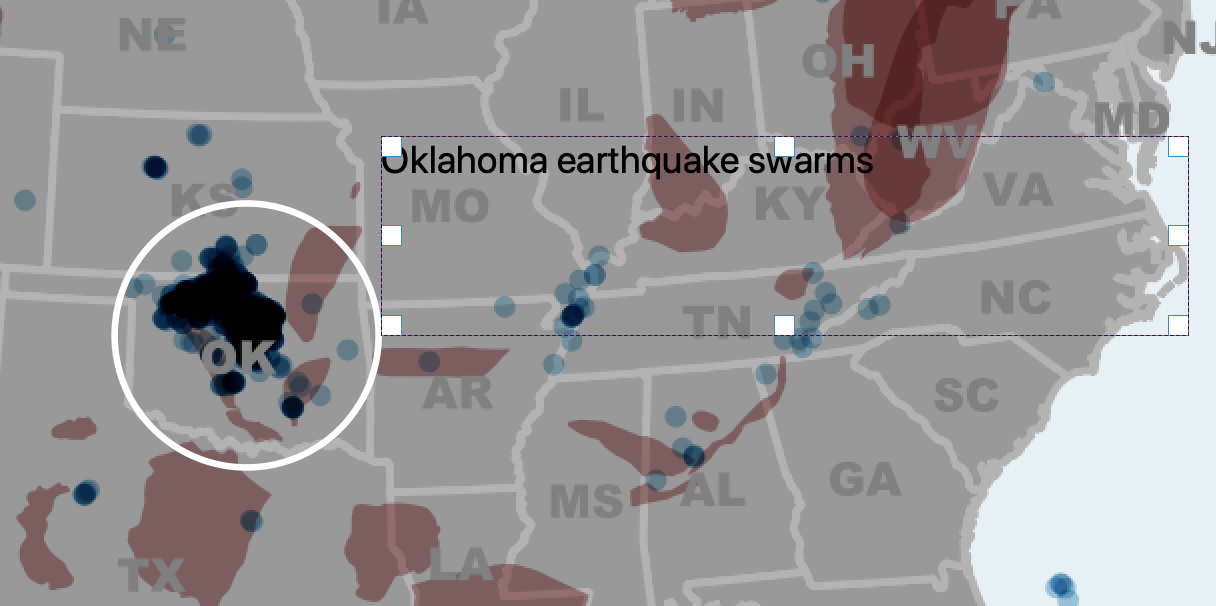 NE
IA
PA
NJ
OH
IL
IN
WV
MD
Oklahoma earthquake swarms
KS
MO
KY
VA
TN
NC
OK
AR
SC
MS
AL
GA
TX
LA